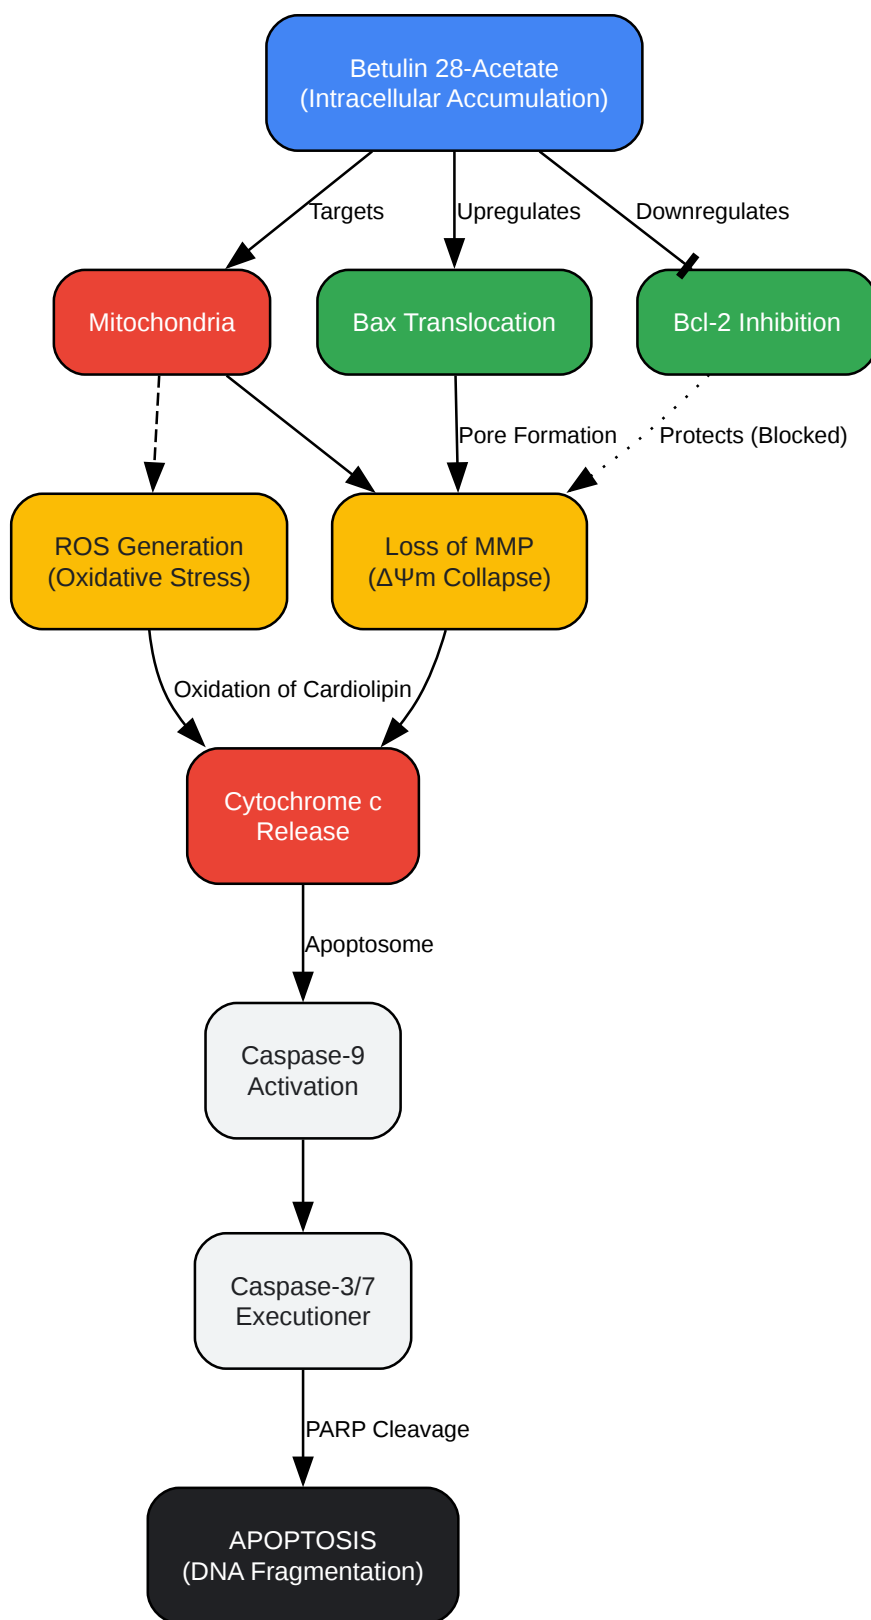 Betulin 28-Acetate
(Intracellular Accumulation)
Targets
Upregulates
Downregulates
Mitochondria
Bax Translocation
Bcl-2 Inhibition
Pore Formation
Protects (Blocked)
ROS Generation
(Oxidative Stress)
Loss of MMP
(ΔΨm Collapse)
Oxidation of Cardiolipin
Cytochrome c
Release
Apoptosome
Caspase-9
Activation
Caspase-3/7
Executioner
PARP Cleavage
APOPTOSIS
(DNA Fragmentation)